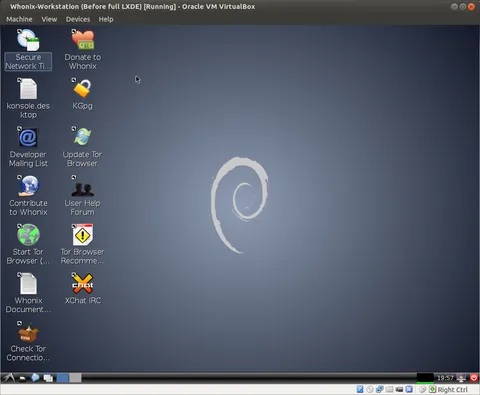 Whonix-Workstation (Before full LXDE) [Running] - Oracle VM VirtualBox
Machine View Devices Help
Secure
Network Ti...
Donate to
Whonix
konsole.des
ktop
KGpg
Developer
Mailing List
Update Tor
Browser
Contribute
to Whonix
User Help
Forum
Start Tor
Browser (...
Tor Browser
Recomme...
Whonix
Document...
xchat
XChat IRC
Check Tor
Connectio...
19:57
Right Ctrl